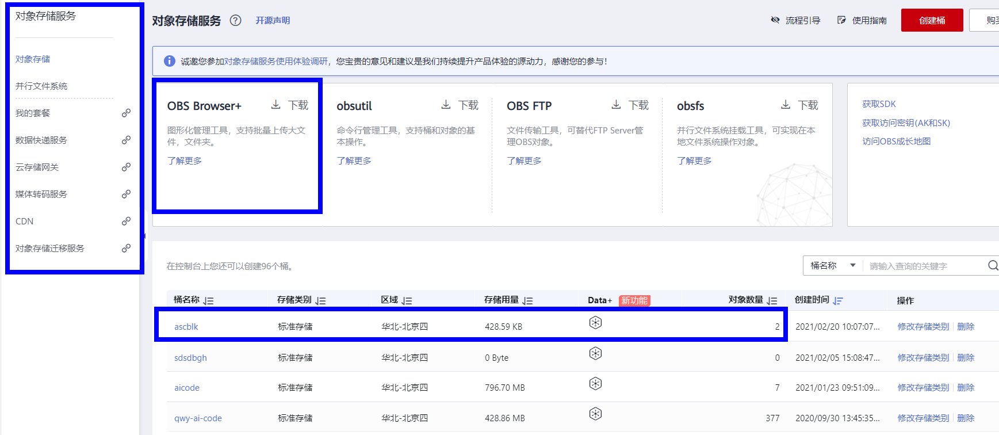 对象存储服务
对象存储
并行文件系统
我的套餐
数据快递服务
云存储网关
媒体转码服务
CDN
对象存储迁移服务
对象存储服务 ? 开源声明
流程引导 使用指南 创建桶
诚邀您参加对象存储服务使用体验调研，您宝贵的意见和建议是我们持续提升产品体验的源动力，感谢您的参与！
OBS Browser+ 下载
图形化管理工具，支持批量上传大文
件，文件夹。
了解更多
obsutil 下载
命令行管理工具，支持桶和对象的基
本操作。
了解更多
OBS FTP 下载
文件传输工具，可替代FTP Server管
理OBS对象。
了解更多
obsfs 下载
并行文件系统挂载工具，可实现在本
地文件系统操作对象。
了解更多
获取SDK
获取访问密钥(AK和SK)
访问OBS成长地图
在控制台上您还可以创建96个桶。
桶名称 请输入查询的关键字
桶名称 存储类别 区域 存储用量 Data+ 新功能 对象数量 创建时间 操作
ascblk 标准存储 华北-北京四 428.59 KB 2 2021/02/20 10:07:07... 修改存储类别 删除
sdsdbgh 标准存储 华北-北京四 0 Byte 0 2021/02/05 15:08:47... 修改存储类别 删除
aicode 标准存储 华北-北京四 796.70 MB 7 2021/01/23 09:51:09... 修改存储类别 删除
qwy-ai-code 标准存储 华北-北京四 428.86 MB 377 2020/09/30 13:45:35... 修改存储类别 删除